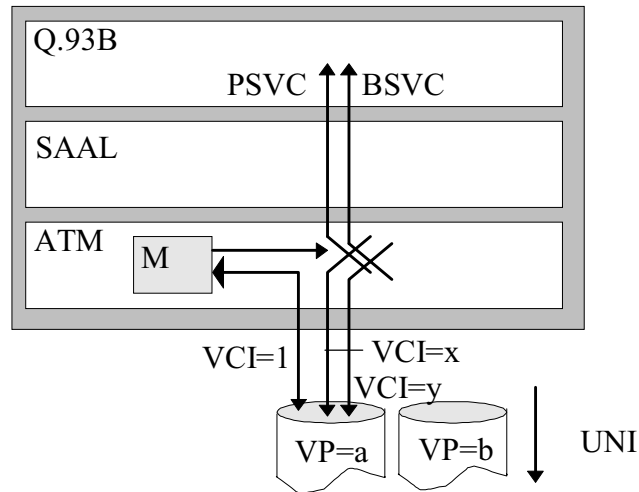 Q.93B
PSVC BSVC
SAAL
ATM
M
VCI=1 VCI=x
VCI=y
VP=a VP=b UNI